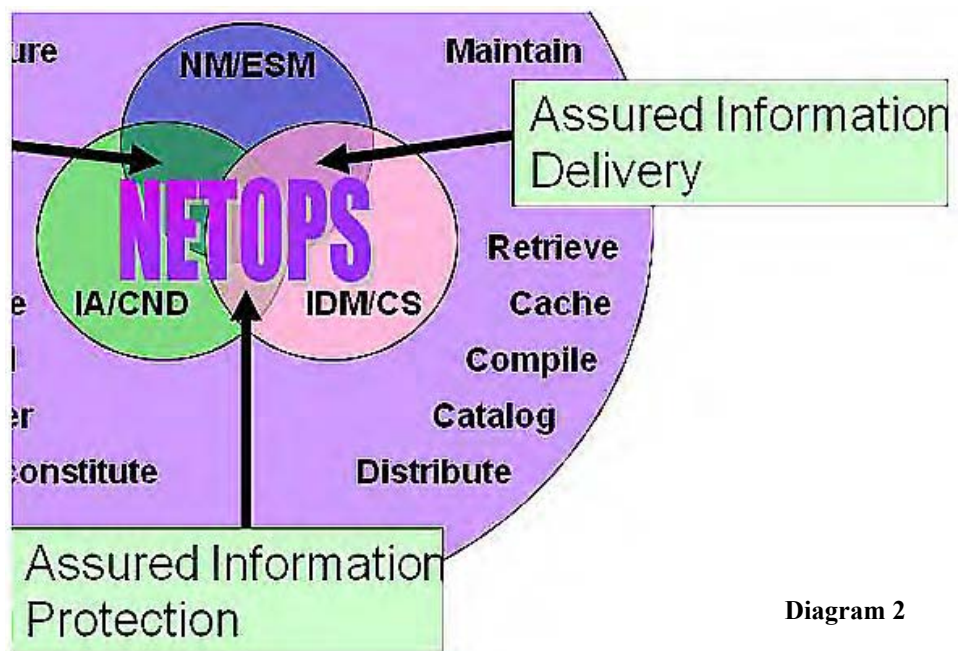 ure
NM/ESM
Maintain
Assured Information
Delivery
NETOPS
Retrieve
e
IA/CND
IDM/CS
Cache
l
Compile
er
Catalog
onstitute
Distribute
Assured Information
Protection
Diagram 2